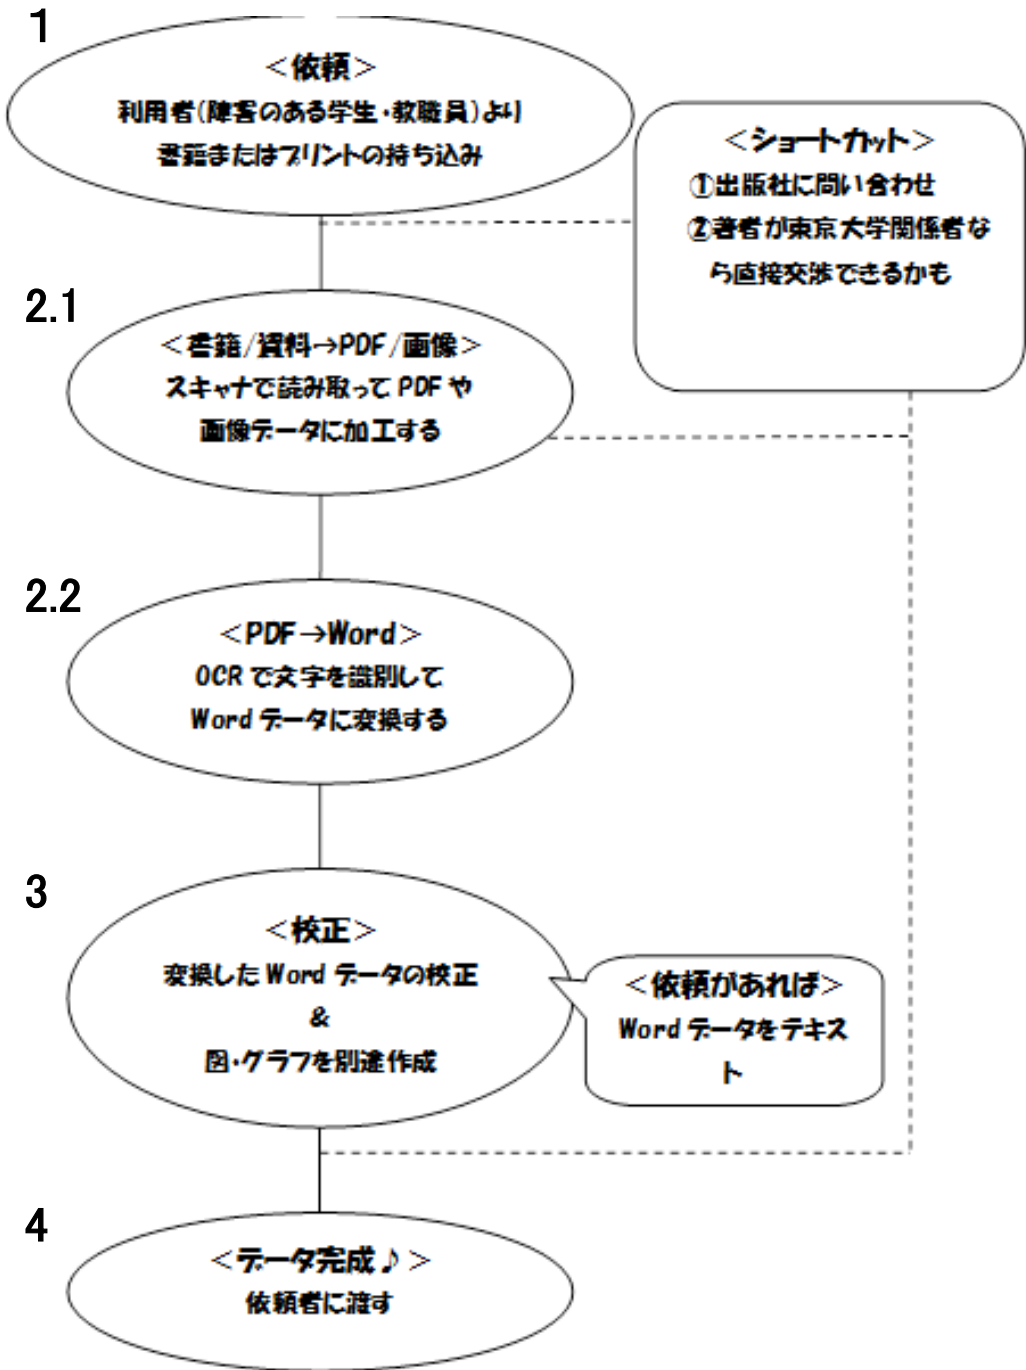 1
＜依頼＞
利用者(障害のある学生・教職員)より
書籍またはプリントの持ち込み
＜ショートカット＞
①出版社に問い合わせ
②著者が東京大学関係者な
ら直接交渉できるかも
2.1
＜書籍/資料→PDF/画像＞
スキャナで読み取って PDF や
画像データに加工する
2.2
＜PDF→Word＞
OCR で文字を識別して
Word データに変換する
3
＜校正＞
変換した Word データの校正
&
図・グラフを別途作成
＜依頼があれば＞
Word データをテキス
ト
4
＜データ完成♪＞
依頼者に渡す